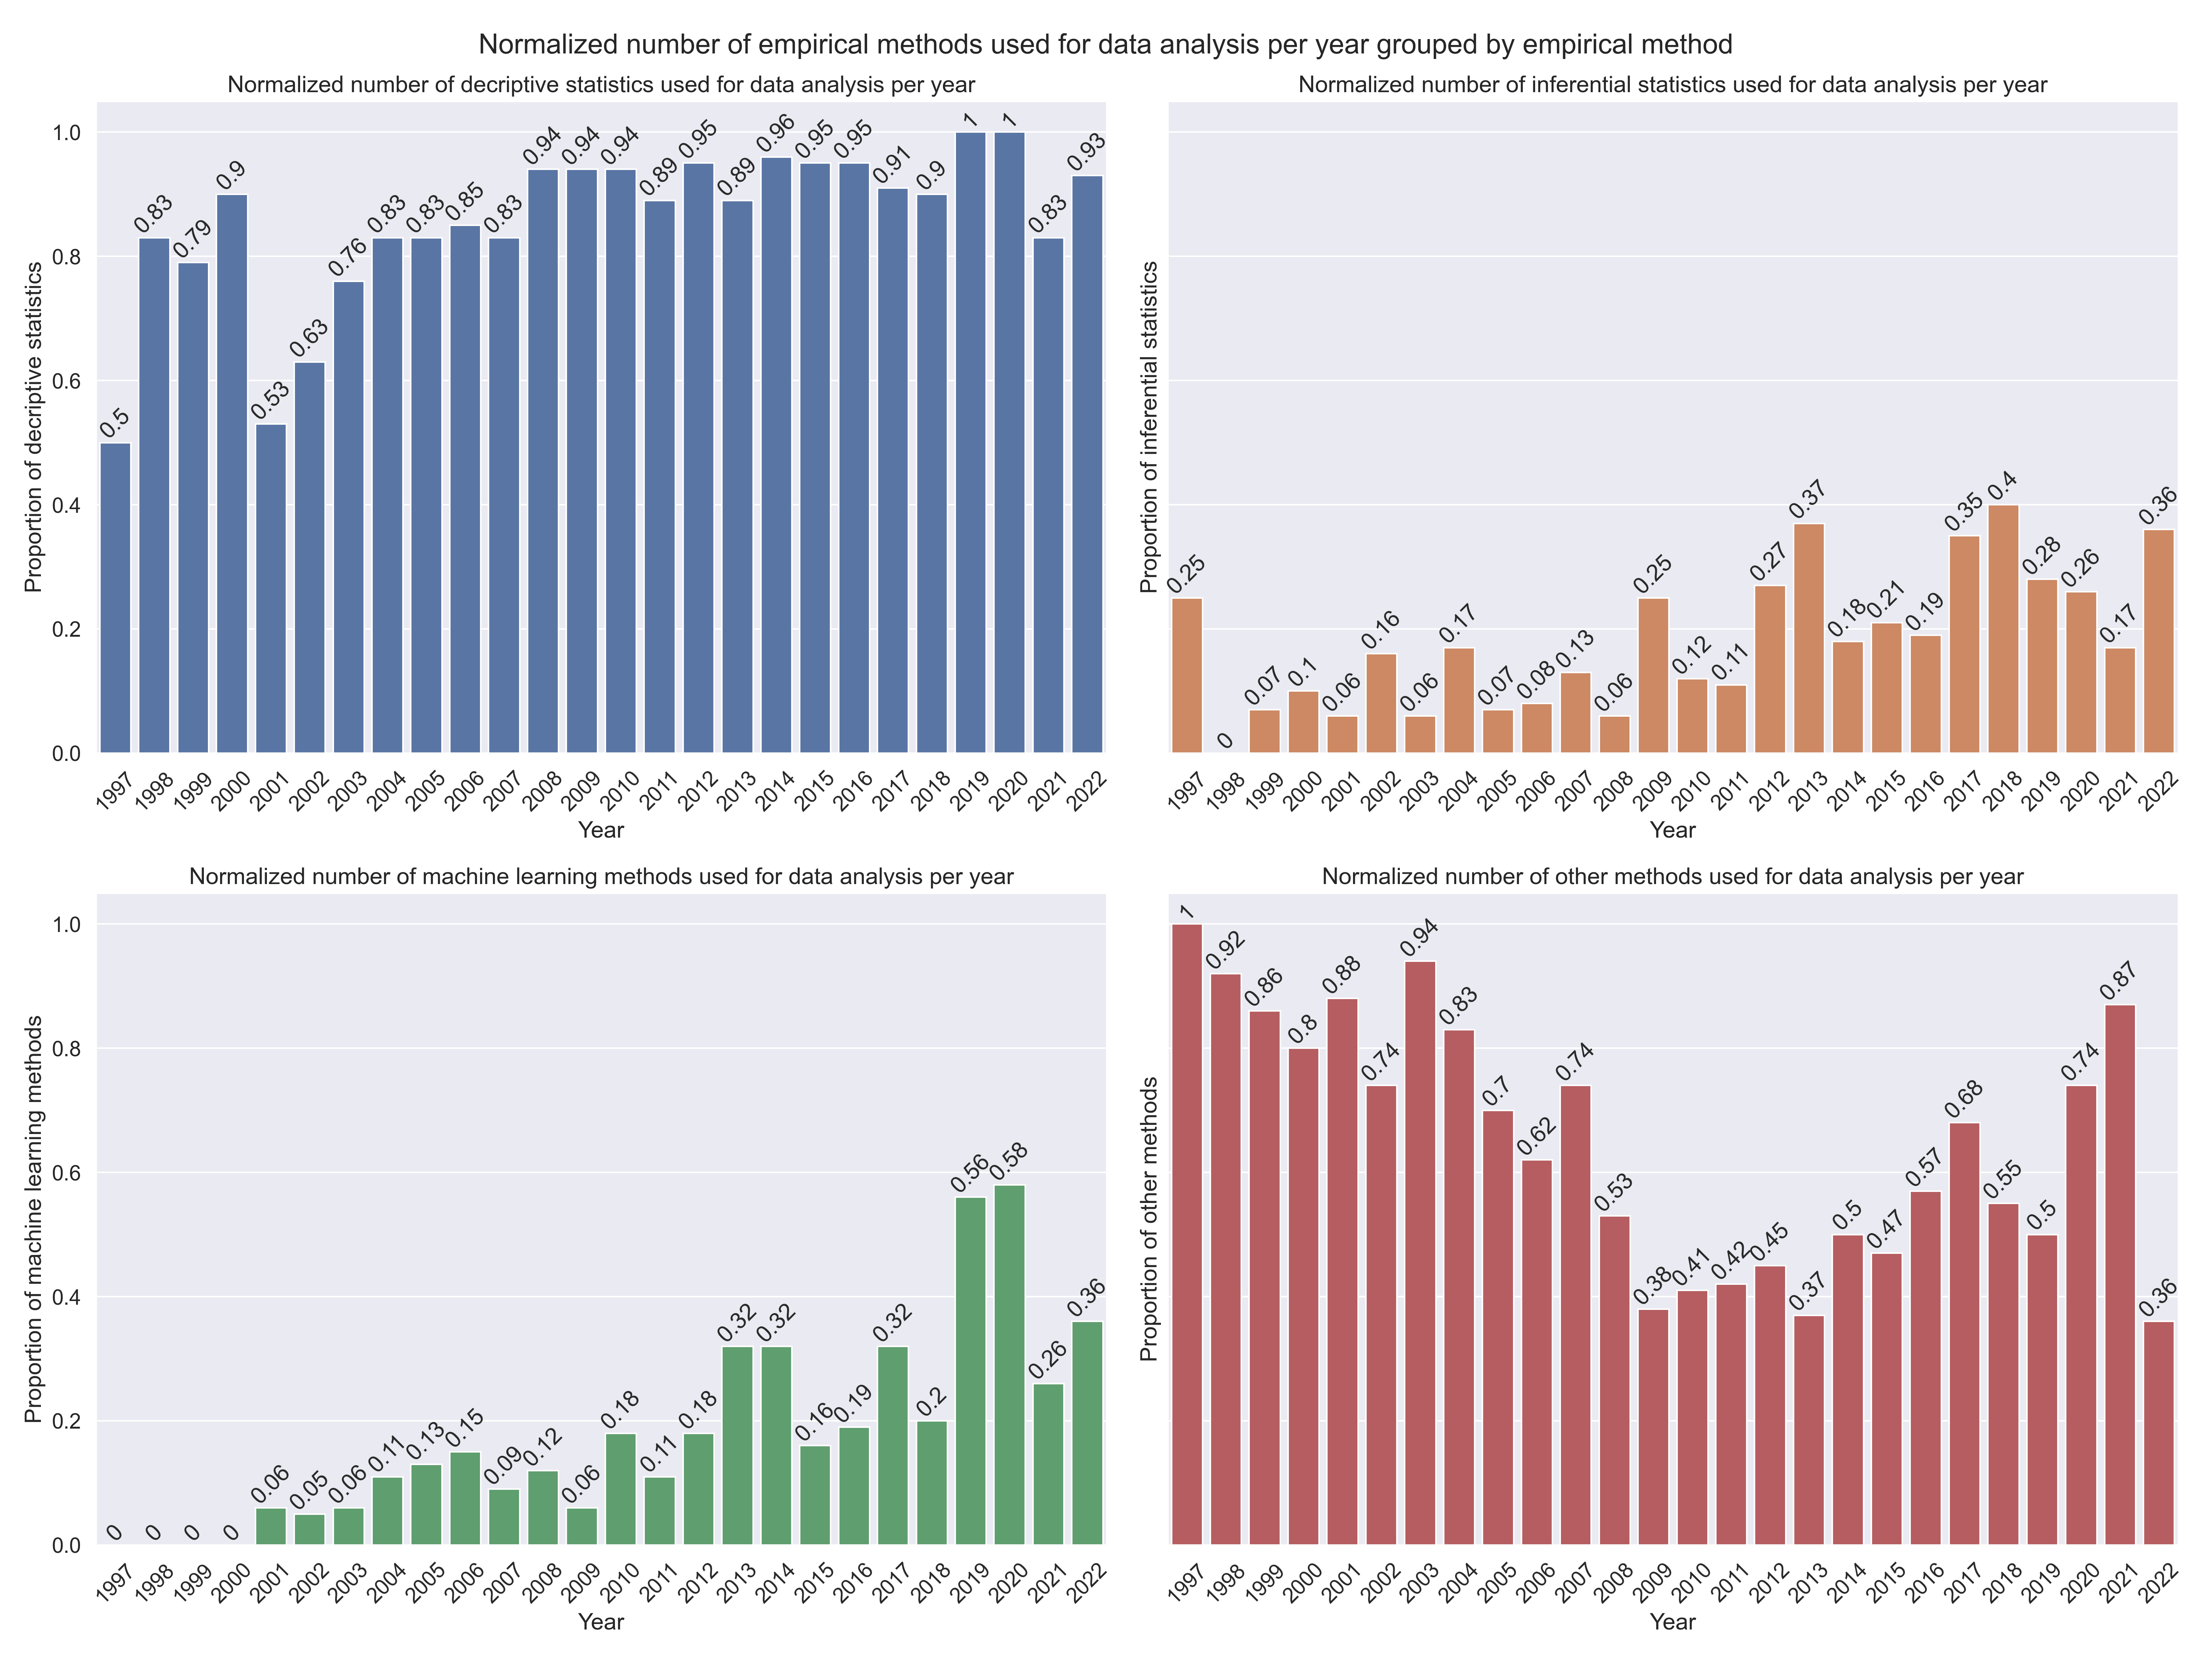 Normalized number of empirical methods used for data analysis per year grouped by empirical method
Normalized number of decriptive statistics used for data analysis per year
Proportion of decriptive statistics
1.0
0.8
0.6
0.4
0.2
0.0
0.5 0.83 0.79 0.9 0.53 0.63 0.76 0.83 0.83 0.85 0.83 0.94 0.94 0.94 0.89 0.95 0.89 0.96 0.95 0.95 0.91 0.9 1 1 0.83 0.93
1997 1998 1999 2000 2001 2002 2003 2004 2005 2006 2007 2008 2009 2010 2011 2012 2013 2014 2015 2016 2017 2018 2019 2020 2021 2022
Year
Normalized number of inferential statistics used for data analysis per year
Proportion of inferential statistics
0.25 0 0.07 0.1 0.06 0.16 0.06 0.17 0.07 0.08 0.13 0.06 0.25 0.12 0.11 0.27 0.37 0.18 0.21 0.19 0.35 0.4 0.28 0.26 0.17 0.36
1997 1998 1999 2000 2001 2002 2003 2004 2005 2006 2007 2008 2009 2010 2011 2012 2013 2014 2015 2016 2017 2018 2019 2020 2021 2022
Year
Normalized number of machine learning methods used for data analysis per year
Proportion of machine learning methods
1.0
0.8
0.6
0.4
0.2
0.0
0 0 0 0 0.06 0.05 0.06 0.11 0.13 0.15 0.09 0.12 0.06 0.18 0.11 0.18 0.32 0.32 0.16 0.19 0.32 0.2 0.56 0.58 0.26 0.36
1997 1998 1999 2000 2001 2002 2003 2004 2005 2006 2007 2008 2009 2010 2011 2012 2013 2014 2015 2016 2017 2018 2019 2020 2021 2022
Year
Normalized number of other methods used for data analysis per year
Proportion of other methods
1 0.92 0.86 0.8 0.88 0.74 0.94 0.83 0.7 0.62 0.74 0.53 0.38 0.41 0.42 0.45 0.37 0.5 0.47 0.57 0.68 0.55 0.5 0.74 0.87 0.36
1997 1998 1999 2000 2001 2002 2003 2004 2005 2006 2007 2008 2009 2010 2011 2012 2013 2014 2015 2016 2017 2018 2019 2020 2021 2022
Year